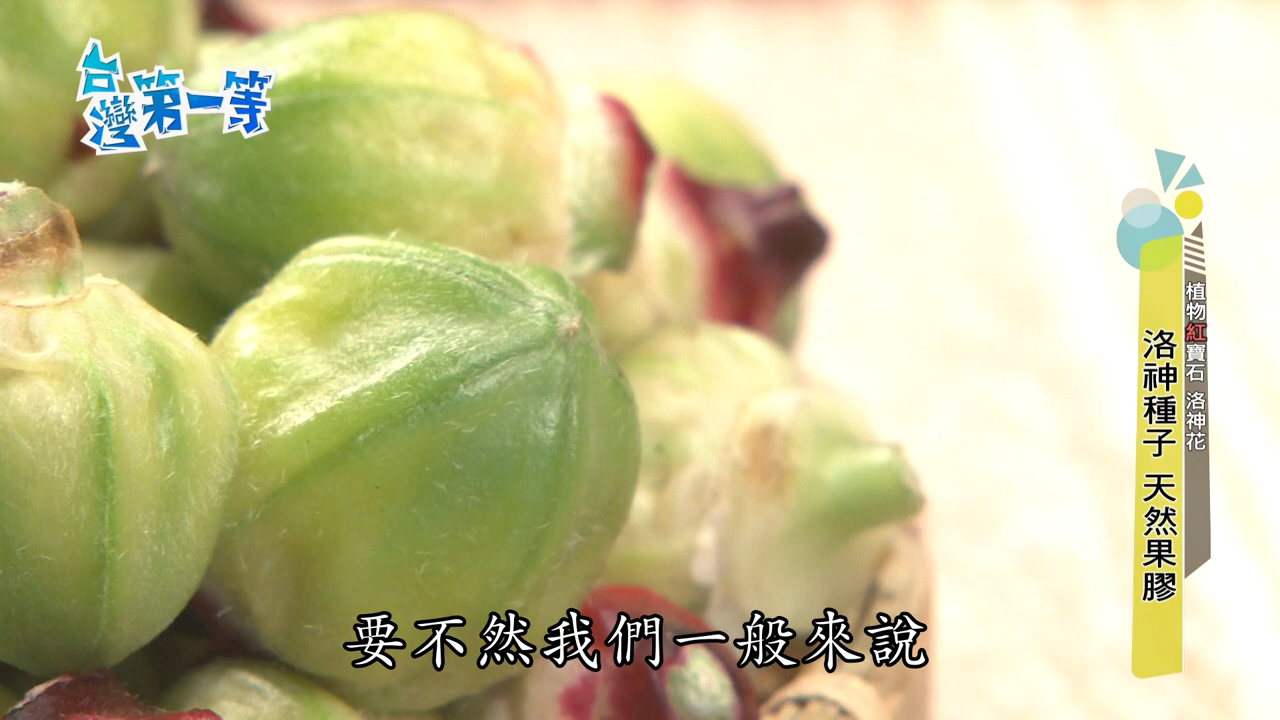 台灣第一等
植物紅寶石 洛神花
洛神種子 天然果膠
要不然我們一般來說